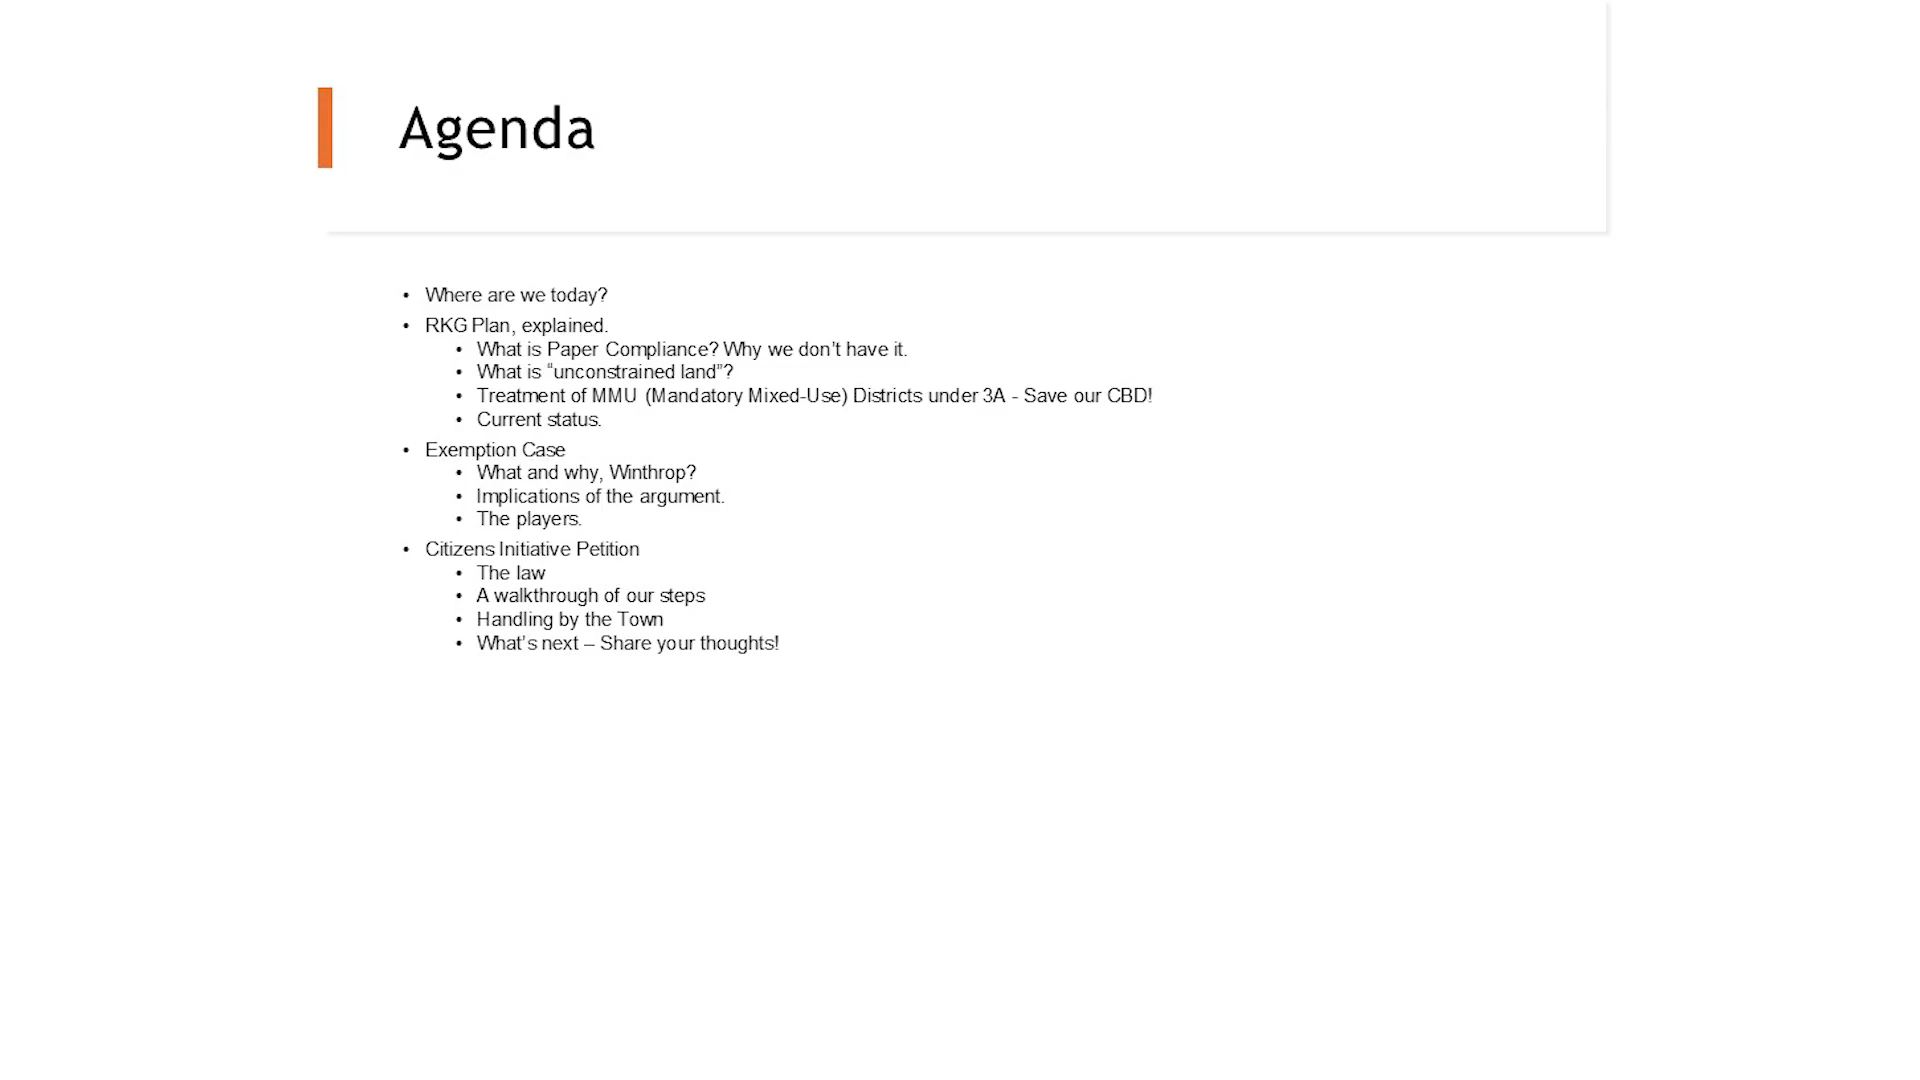 Agenda
• Where are we today?
• RKG Plan, explained.
• What is Paper Compliance? Why we don’t have it.
• What is “unconstrained land”?
• Treatment of MMU (Mandatory Mixed-Use) Districts under 3A - Save our CBD!
• Current status.
• Exemption Case
• What and why, Winthrop?
• Implications of the argument.
• The players.
• Citizens Initiative Petition
• The law
• A walkthrough of our steps
• Handling by the Town
• What’s next – Share your thoughts!